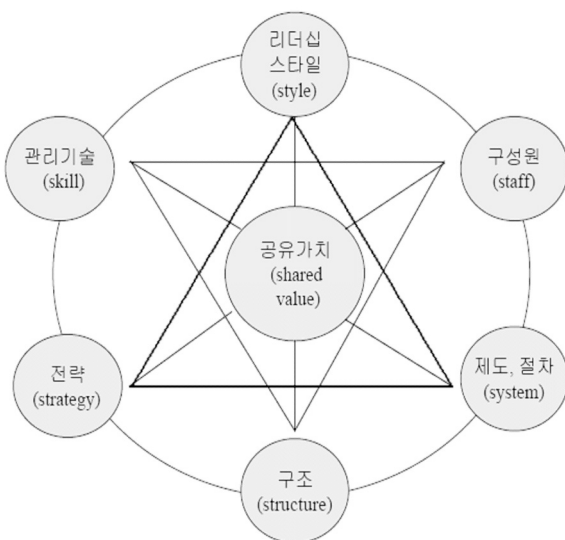 리더십
스타일
(style)
관리기술
(skill)
구성원
(staff)
공유가치
(shared
value)
전략
(strategy)
제도, 절차
(system)
구조
(structure)